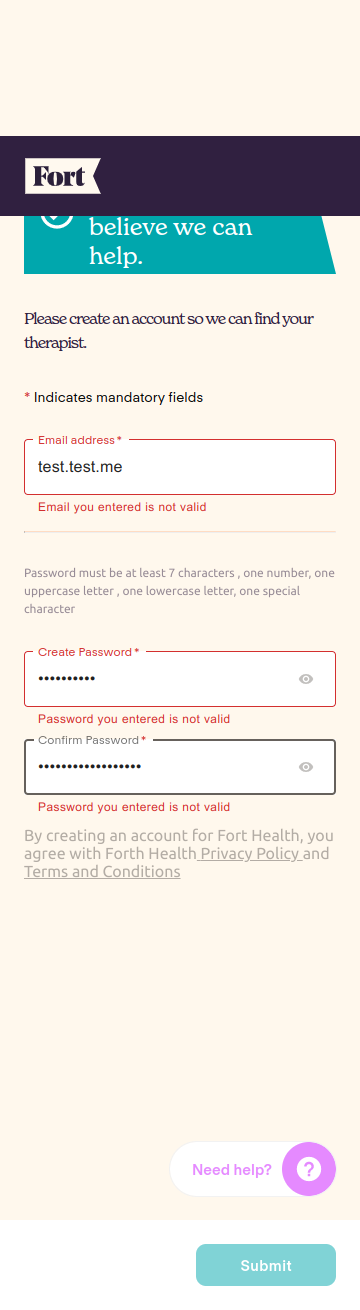 Fort
believe we can
help.
Please create an account so we can find your
therapist.
* Indicates mandatory fields
Email address *
test.test.me
Email you entered is not valid
Password must be at least 7 characters , one number, one
uppercase letter , one lowercase letter, one special
character
Create Password *
••••••••••
Password you entered is not valid
Confirm Password *
••••••••••••••••••
Password you entered is not valid
By creating an account for Fort Health, you
agree with Forth Health Privacy Policy and
Terms and Conditions
Need help?
Submit